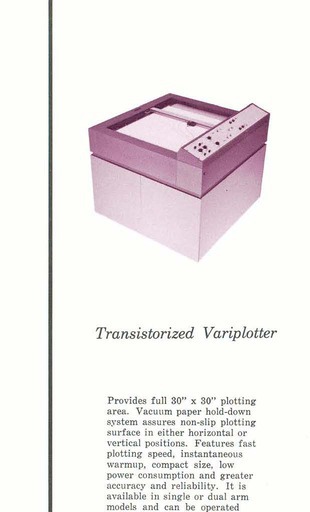 Transistorized Variplotter
Provides full 30” x 30” plotting
area. Vacuum paper hold-down
system assures non-slip plotting
surface in either horizontal or
vertical positions. Features fast
plotting speed, instantaneous
warmup, compact size, low
power consumption and greater
accuracy and reliability. It is
available in single or dual arm
models and can be operated